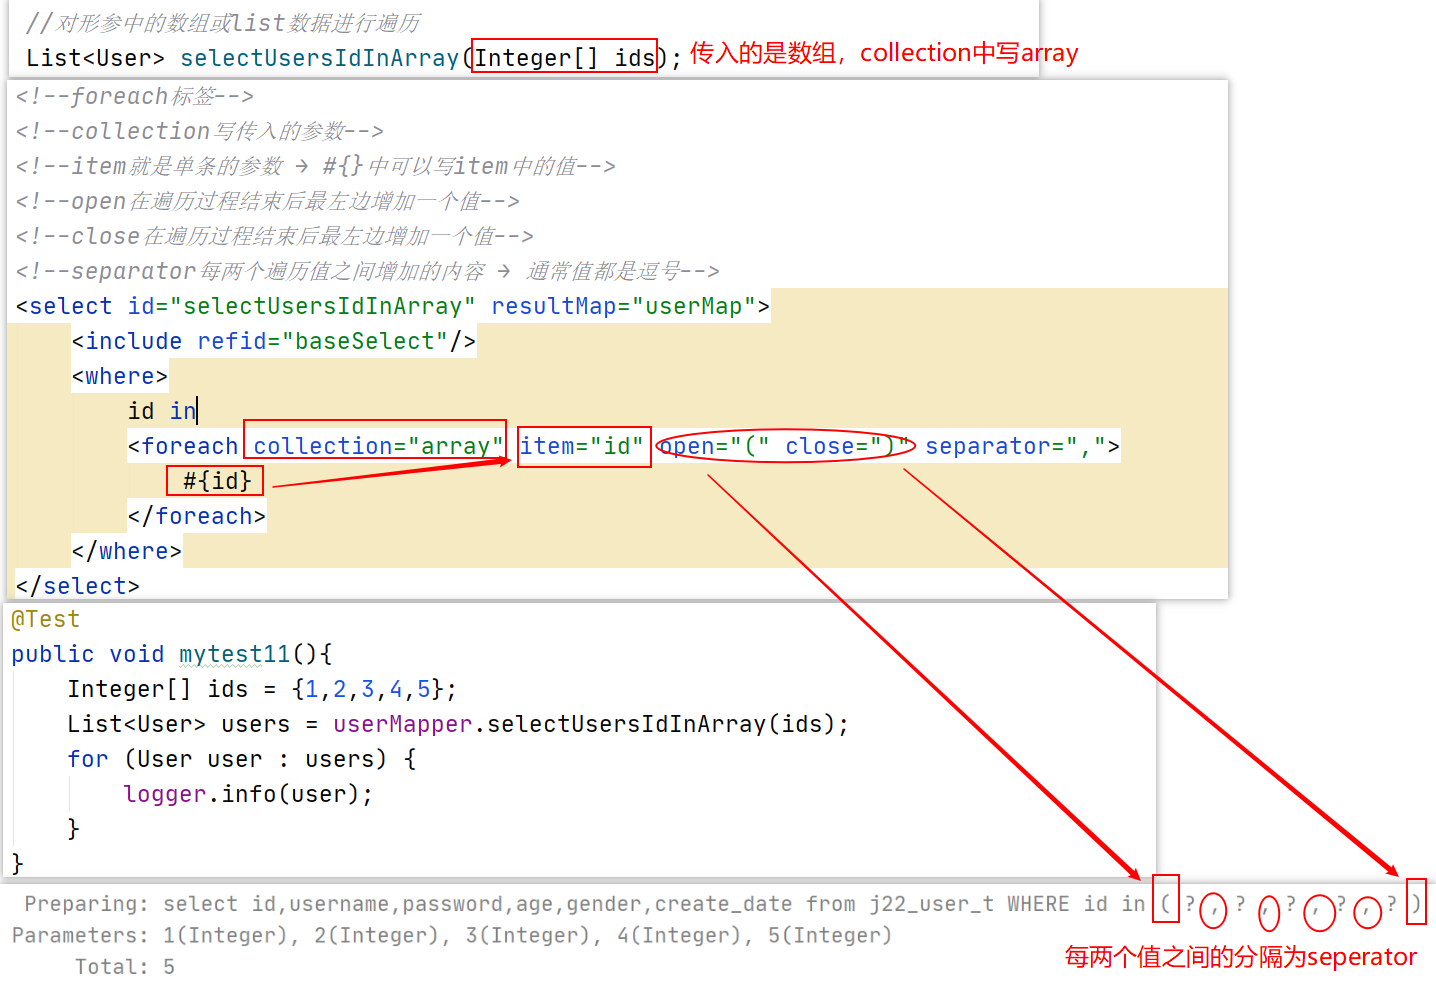 //对形参中的数组或list数据进行遍历
List<User> selectUsersIdInArray(Integer[] ids); 传入的是数组，collection中写array
<!--foreach标签-->
<!--collection写传入的参数-->
<!--item就是单条的参数 → #{}中可以写item中的值-->
<!--open在遍历过程结束后最左边增加一个值-->
<!--close在遍历过程结束后最左边增加一个值-->
<!--separator每两个遍历值之间增加的内容 → 通常值都是逗号-->
<select id="selectUsersIdInArray" resultMap="userMap">
<include refid="baseSelect"/>
<where>
id in
<foreach collection="array" item="id" open="(" close=")" separator=",">
#{id}
</foreach>
</where>
</select>
@Test
public void mytest11(){
Integer[] ids = {1,2,3,4,5};
List<User> users = userMapper.selectUsersIdInArray(ids);
for (User user : users) {
logger.info(user);
}
}
Preparing: select id,username,password,age,gender,create_date from j22_user_t WHERE id in ( ? , ? , ? , ? , ? )
Parameters: 1(Integer), 2(Integer), 3(Integer), 4(Integer), 5(Integer)
Total: 5
每两个值之间的分隔为seperator